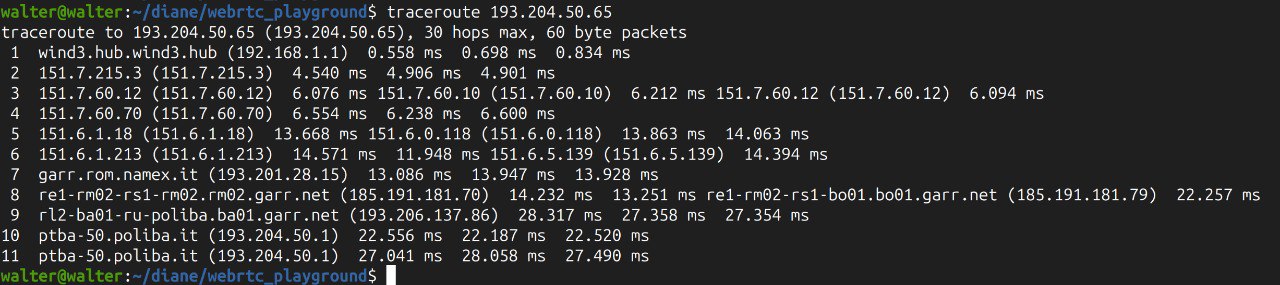 walter@walter:~/diane/webrtc_playground$ traceroute 193.204.50.65
traceroute to 193.204.50.65 (193.204.50.65), 30 hops max, 60 byte packets
 1  wind3.hub.wind3.hub (192.168.1.1)  0.558 ms  0.698 ms  0.834 ms
 2  151.7.215.3 (151.7.215.3)  4.540 ms  4.906 ms  4.901 ms
 3  151.7.60.12 (151.7.60.12)  6.076 ms 151.7.60.10 (151.7.60.10)  6.212 ms 151.7.60.12 (151.7.60.12)  6.094 ms
 4  151.7.60.70 (151.7.60.70)  6.554 ms  6.238 ms  6.600 ms
 5  151.6.1.18 (151.6.1.18)  13.668 ms 151.6.0.118 (151.6.0.118)  13.863 ms  14.063 ms
 6  151.6.1.213 (151.6.1.213)  14.571 ms  11.948 ms 151.6.5.139 (151.6.5.139)  14.394 ms
 7  garr.rom.namex.it (193.201.28.15)  13.086 ms  13.947 ms  13.928 ms
 8  re1-rm02-rs1-rm02.rm02.garr.net (185.191.181.70)  14.232 ms  13.251 ms re1-rm02-rs1-bo01.bo01.garr.net (185.191.181.79)  22.257 ms
 9  rl2-ba01-ru-poliba.ba01.garr.net (193.206.137.86)  28.317 ms  27.358 ms  27.354 ms
10  ptba-50.poliba.it (193.204.50.1)  22.556 ms  22.187 ms  22.520 ms
11  ptba-50.poliba.it (193.204.50.1)  27.041 ms  28.058 ms  27.490 ms
walter@walter:~/diane/webrtc_playground$